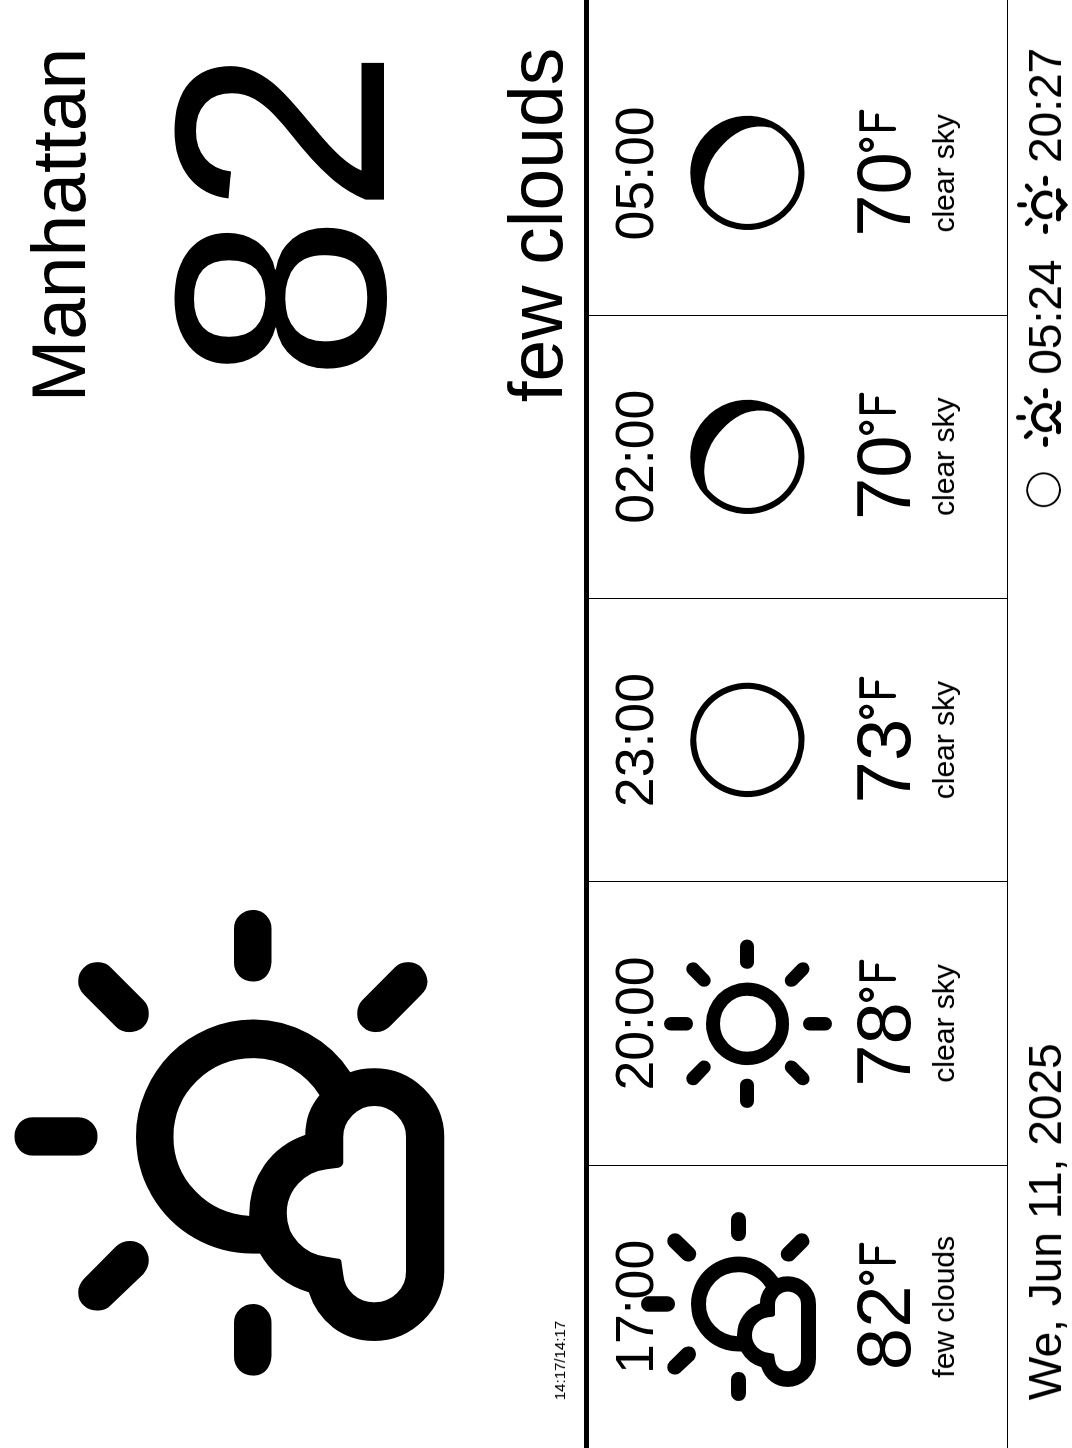 Manhattan
82
few clouds
14:17/14:17
17:00
82°F
few clouds
20:00
78°F
clear sky
23:00
73°F
clear sky
02:00
70°F
clear sky
05:00
70°F
clear sky
We, Jun 11, 2025
05:24 20:27